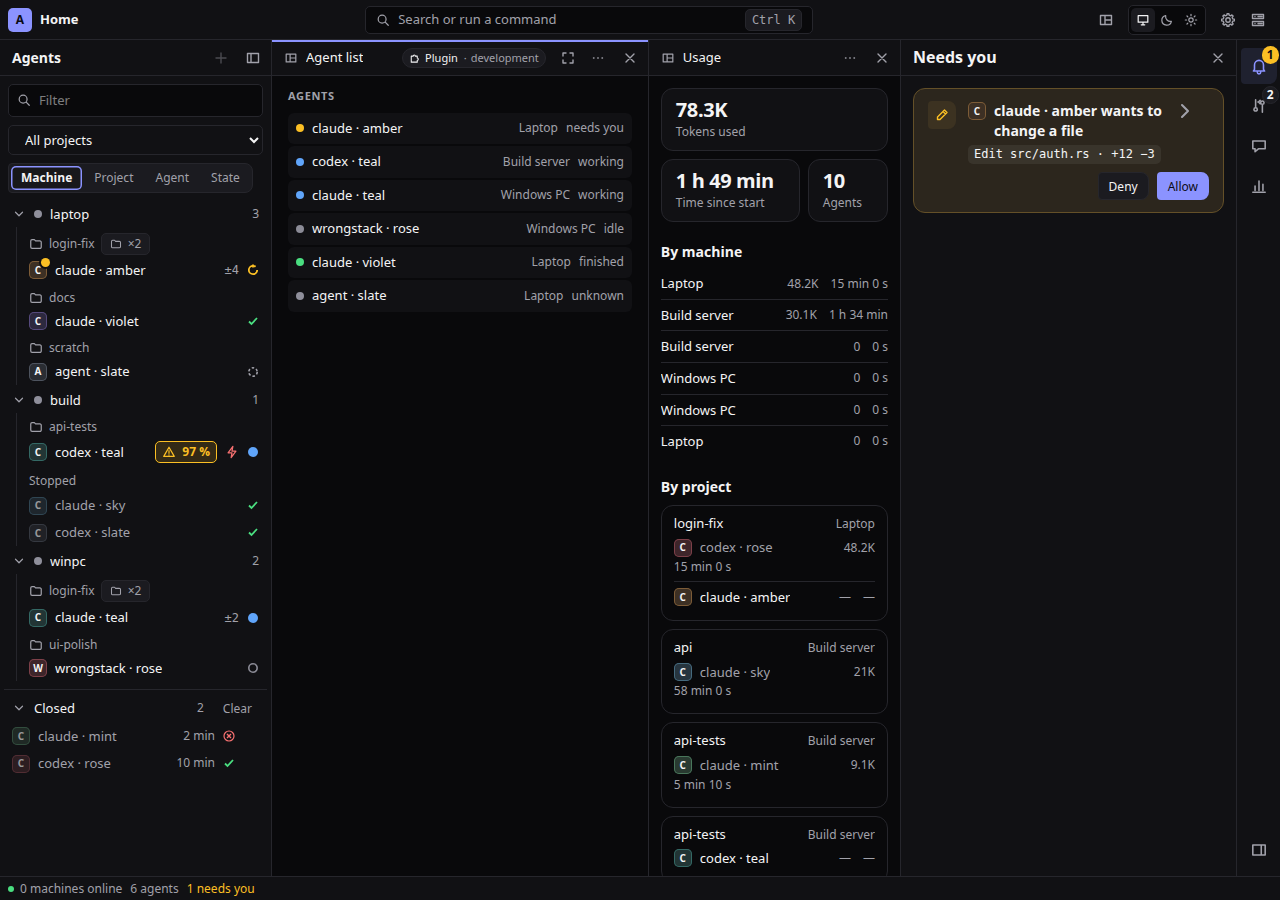 A Home
Search or run a command
Ctrl K
Agents
Filter
All projects
Machine Project Agent State
laptop 3
login-fix ×2
C claude · amber ±4
docs
C claude · violet
scratch
A agent · slate
build 1
api-tests
C codex · teal 97 %
Stopped
C claude · sky
C codex · slate
winpc 2
login-fix ×2
C claude · teal ±2
ui-polish
W wrongstack · rose
Closed 2 Clear
C claude · mint 2 min
C codex · rose 10 min
Agent list Plugin · development
AGENTS
claude · amber Laptop needs you
codex · teal Build server working
claude · teal Windows PC working
wrongstack · rose Windows PC idle
claude · violet Laptop finished
agent · slate Laptop unknown
Usage
78.3K
Tokens used
1 h 49 min
Time since start
10
Agents
By machine
Laptop 48.2K 15 min 0 s
Build server 30.1K 1 h 34 min
Build server 0 0 s
Windows PC 0 0 s
Windows PC 0 0 s
Laptop 0 0 s
By project
login-fix Laptop
C codex · rose 48.2K
15 min 0 s
C claude · amber — —
api Build server
C claude · sky 21K
58 min 0 s
api-tests Build server
C claude · mint 9.1K
5 min 10 s
api-tests Build server
C codex · teal — —
Needs you
C claude · amber wants to
change a file
Edit src/auth.rs · +12 −3
Deny Allow
1
2
0 machines online 6 agents 1 needs you